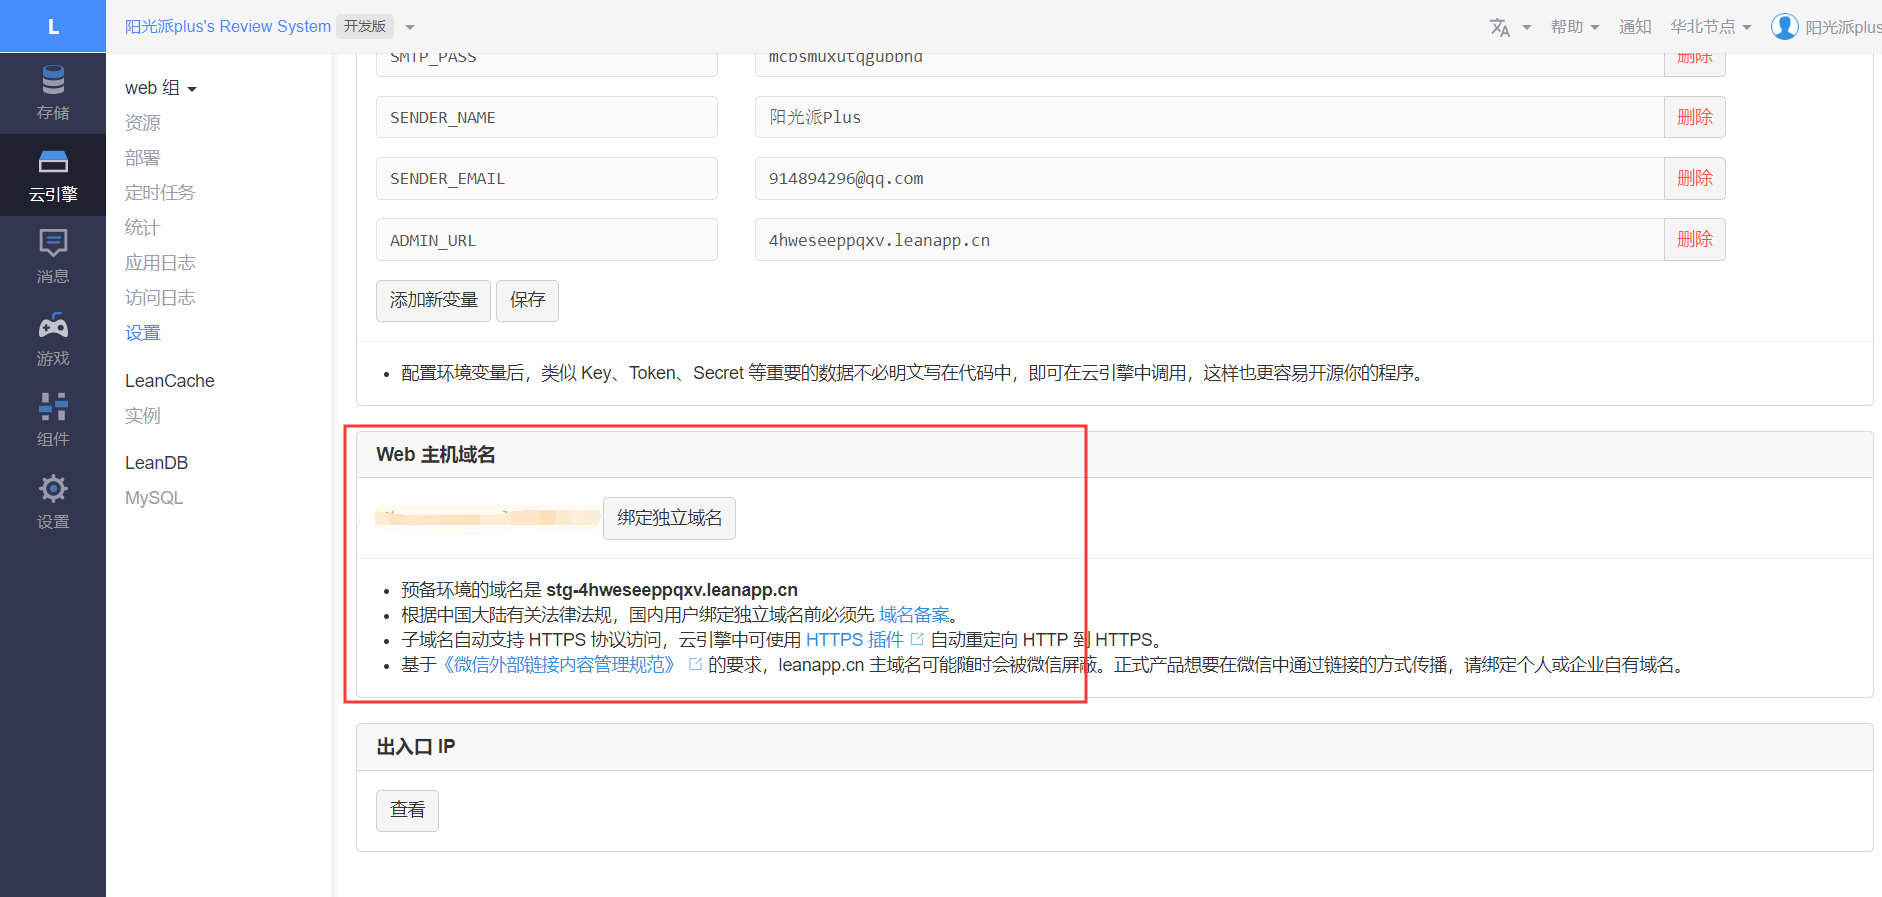 L
阳光派plus's Review System 开发版
帮助 通知 华北节点 阳光派plus
存储
云引擎
消息
游戏
组件
设置
web 组
资源
部署
定时任务
统计
应用日志
访问日志
设置
LeanCache
实例
LeanDB
MySQL
SMTP_PASS mcbsmuxutqgubbhd 删除
SENDER_NAME 阳光派Plus 删除
SENDER_EMAIL 914894296@qq.com 删除
ADMIN_URL 4hweseeppqxv.leanapp.cn 删除
添加新变量 保存
配置环境变量后，类似 Key、Token、Secret 等重要的数据不必明文写在代码中，即可在云引擎中调用，这样也更容易开源你的程序。
Web 主机域名
绑定独立域名
预备环境的域名是 stg-4hweseeppqxv.leanapp.cn
根据中国大陆有关法律法规，国内用户绑定独立域名前必须先 域名备案。
子域名自动支持 HTTPS 协议访问，云引擎中可使用 HTTPS 插件 自动重定向 HTTP 到 HTTPS。
基于《微信外部链接内容管理规范》 的要求，leanapp.cn 主域名可能随时会被微信屏蔽。正式产品想要在微信中通过链接的方式传播，请绑定个人或企业自有域名。
出入口 IP
查看